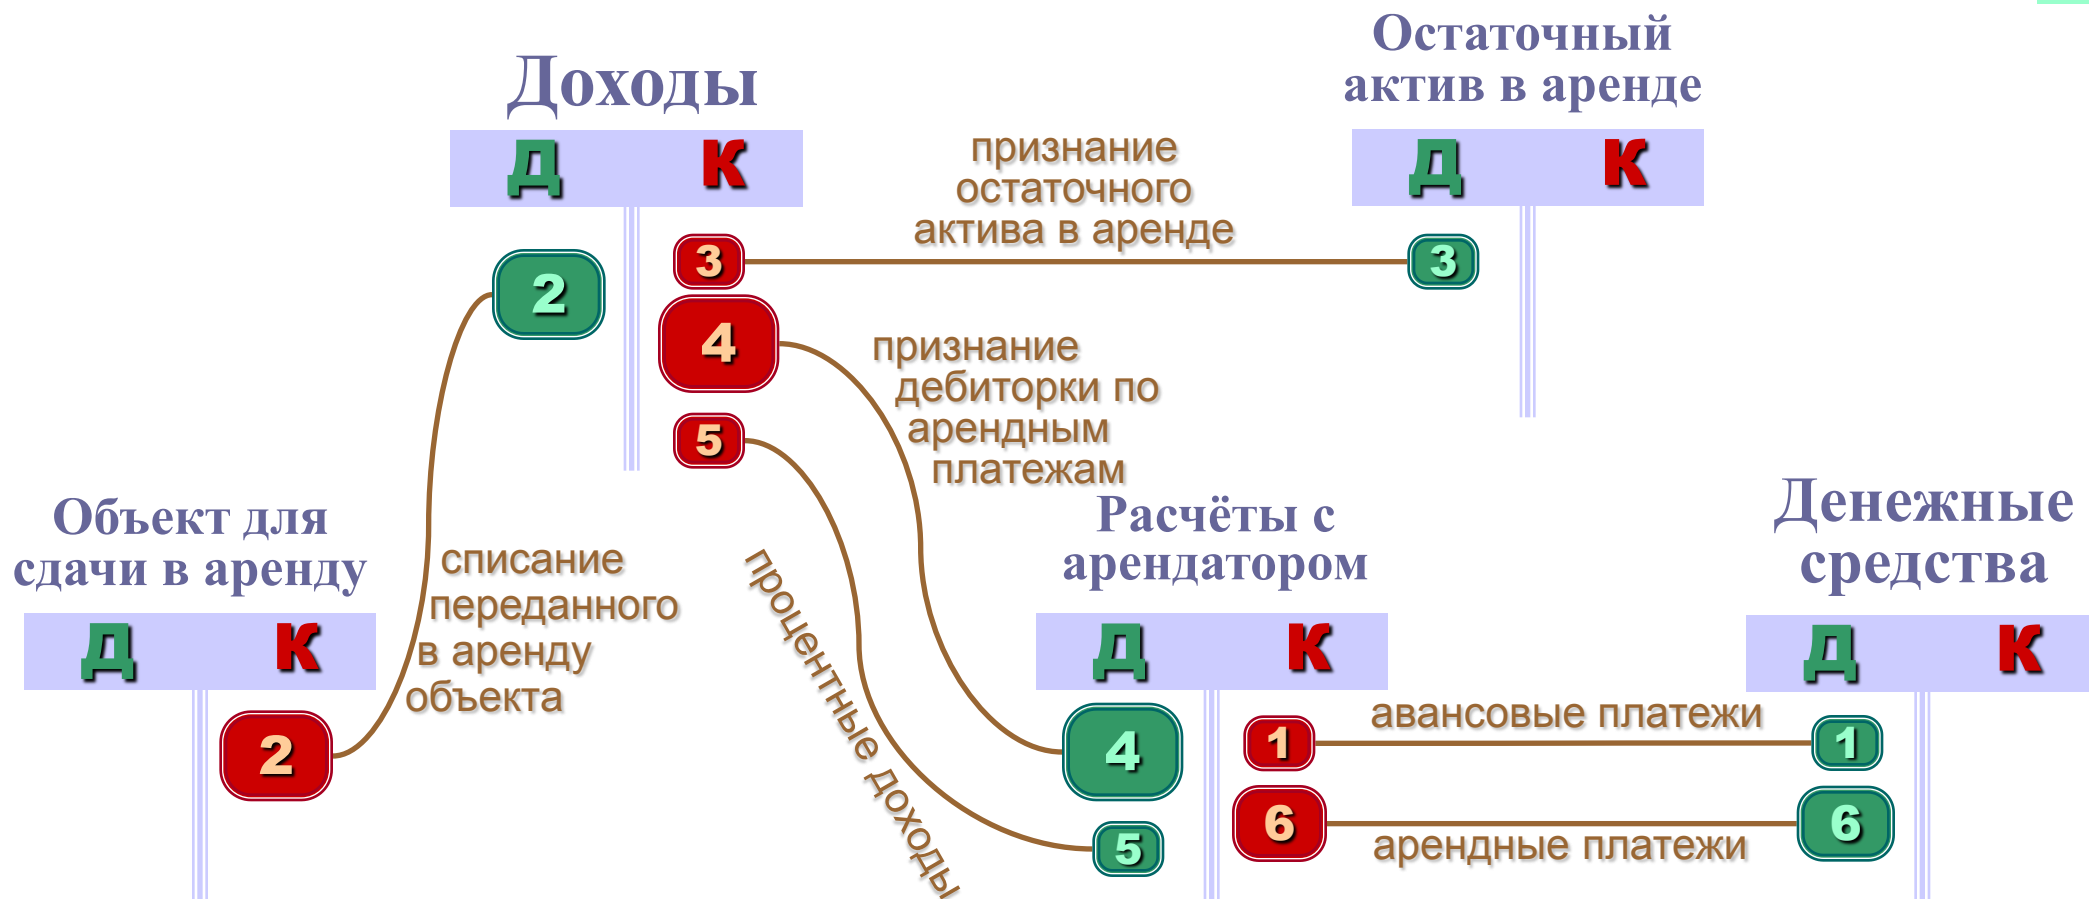 Доходы
Д К
2
3
4
5
Остаточный
актив в аренде
Д К
3
признание
остаточного
актива в аренде
признание
дебиторки по
арендным
платежам
Объект для
сдачи в аренду
Д К
2
списание
переданного
в аренду
объекта
процентные доходы
Расчёты с
арендатором
Д К
4
5
1
6
авансовые платежи
арендные платежи
Денежные
средства
Д К
1
6